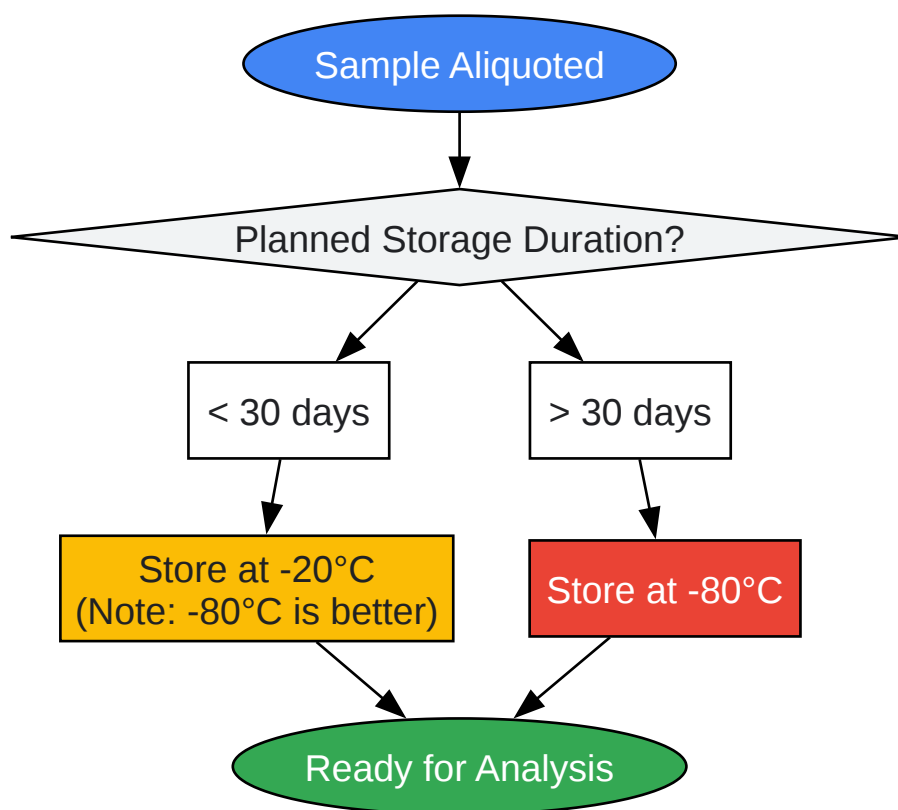 Sample Aliquoted
Planned Storage Duration?
< 30 days
> 30 days
Store at -20°C
(Note: -80°C is better)
Store at -80°C
Ready for Analysis